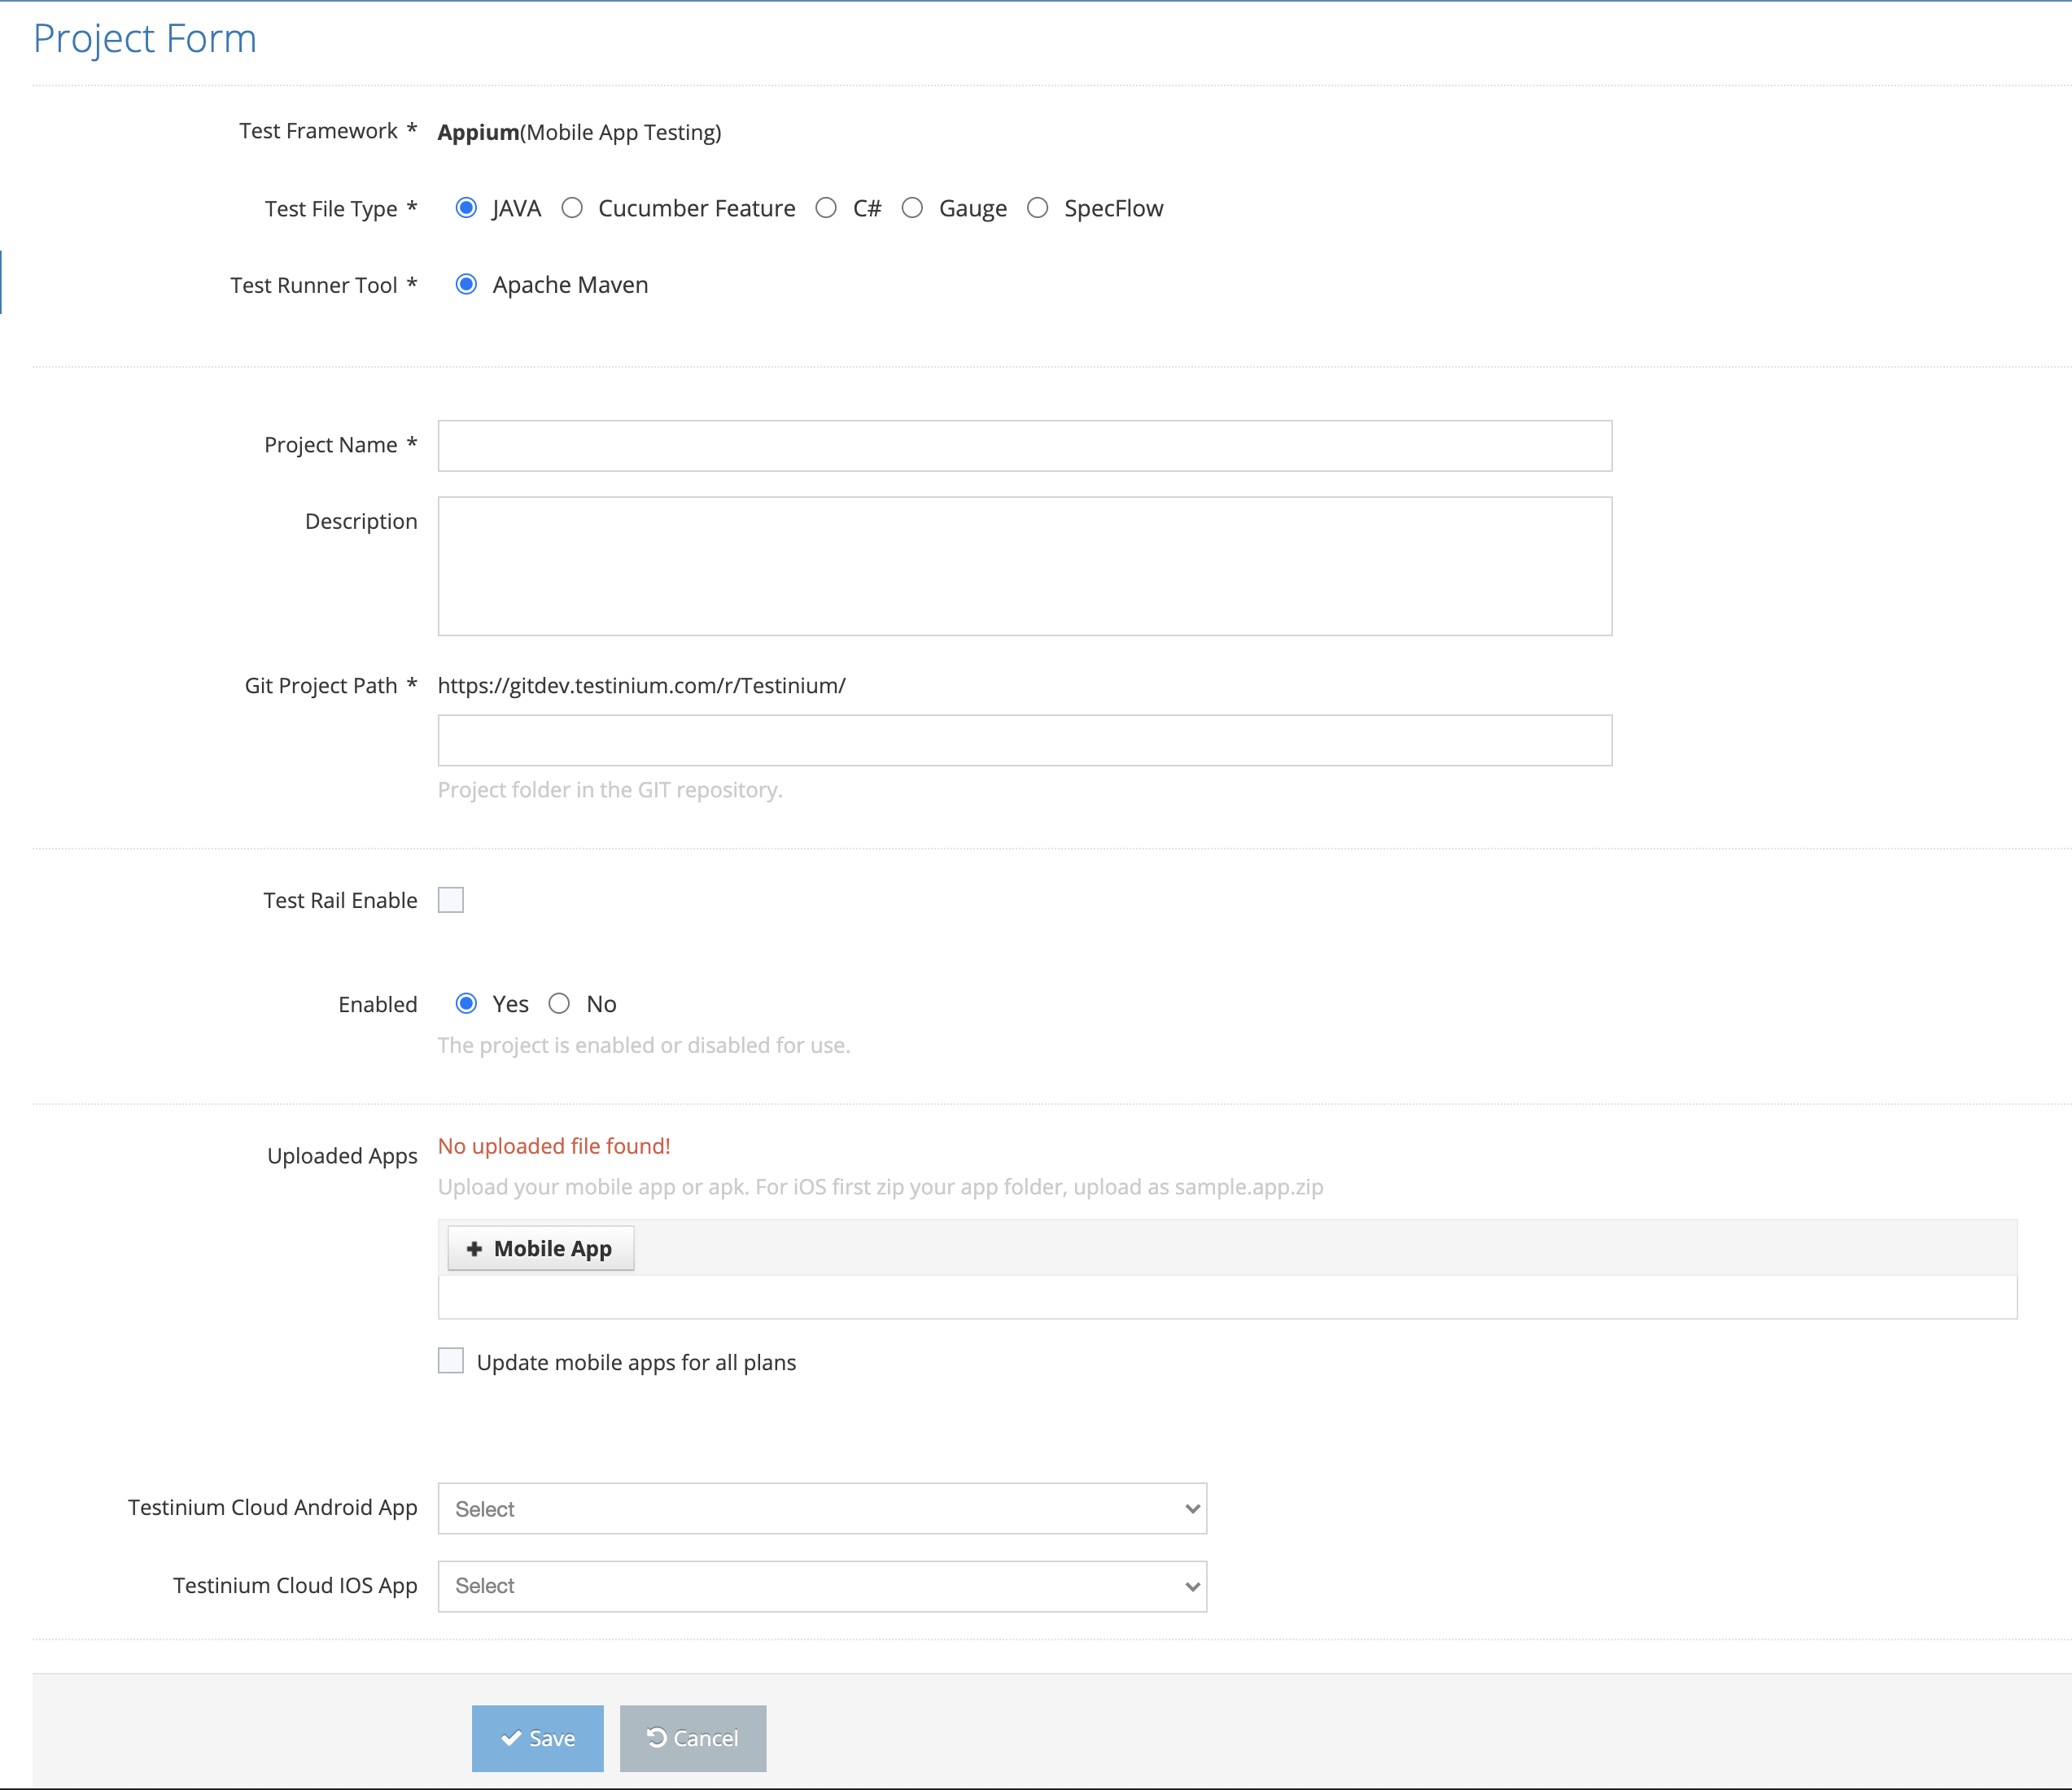 Project Form
Test Framework * Appium(Mobile App Testing)
Test File Type * JAVA Cucumber Feature C# Gauge SpecFlow
Test Runner Tool * Apache Maven
Project Name *
Description
Git Project Path * https://gitdev.testinium.com/r/Testinium/
Project folder in the GIT repository.
Test Rail Enable
Enabled Yes No
The project is enabled or disabled for use.
Uploaded Apps No uploaded file found!
Upload your mobile app or apk. For iOS first zip your app folder, upload as sample.app.zip
Mobile App
Update mobile apps for all plans
Testinium Cloud Android App Select
Testinium Cloud IOS App Select
Save Cancel